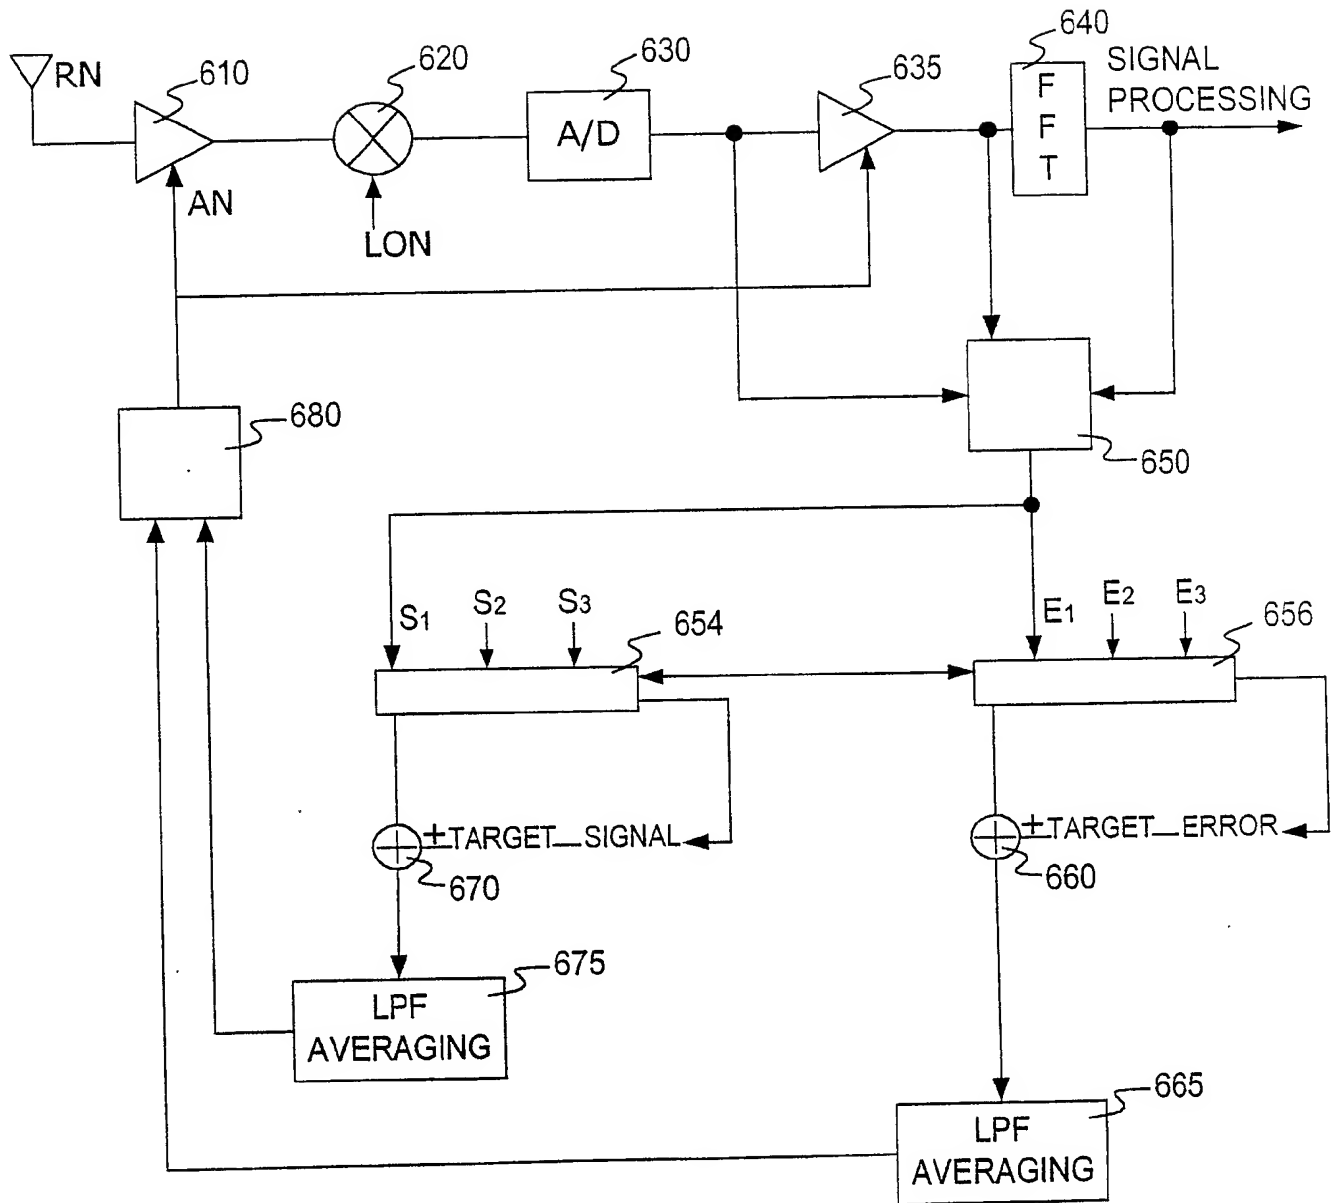 RN
610
620
630
635
640
SIGNAL
PROCESSING
A/D
F
F
T
AN
LON
680
650
S1
S2
S3
654
E1
E2
E3
656
±TARGET_SIGNAL
670
±TARGET_ERROR
660
675
LPF
AVERAGING
665
LPF
AVERAGING